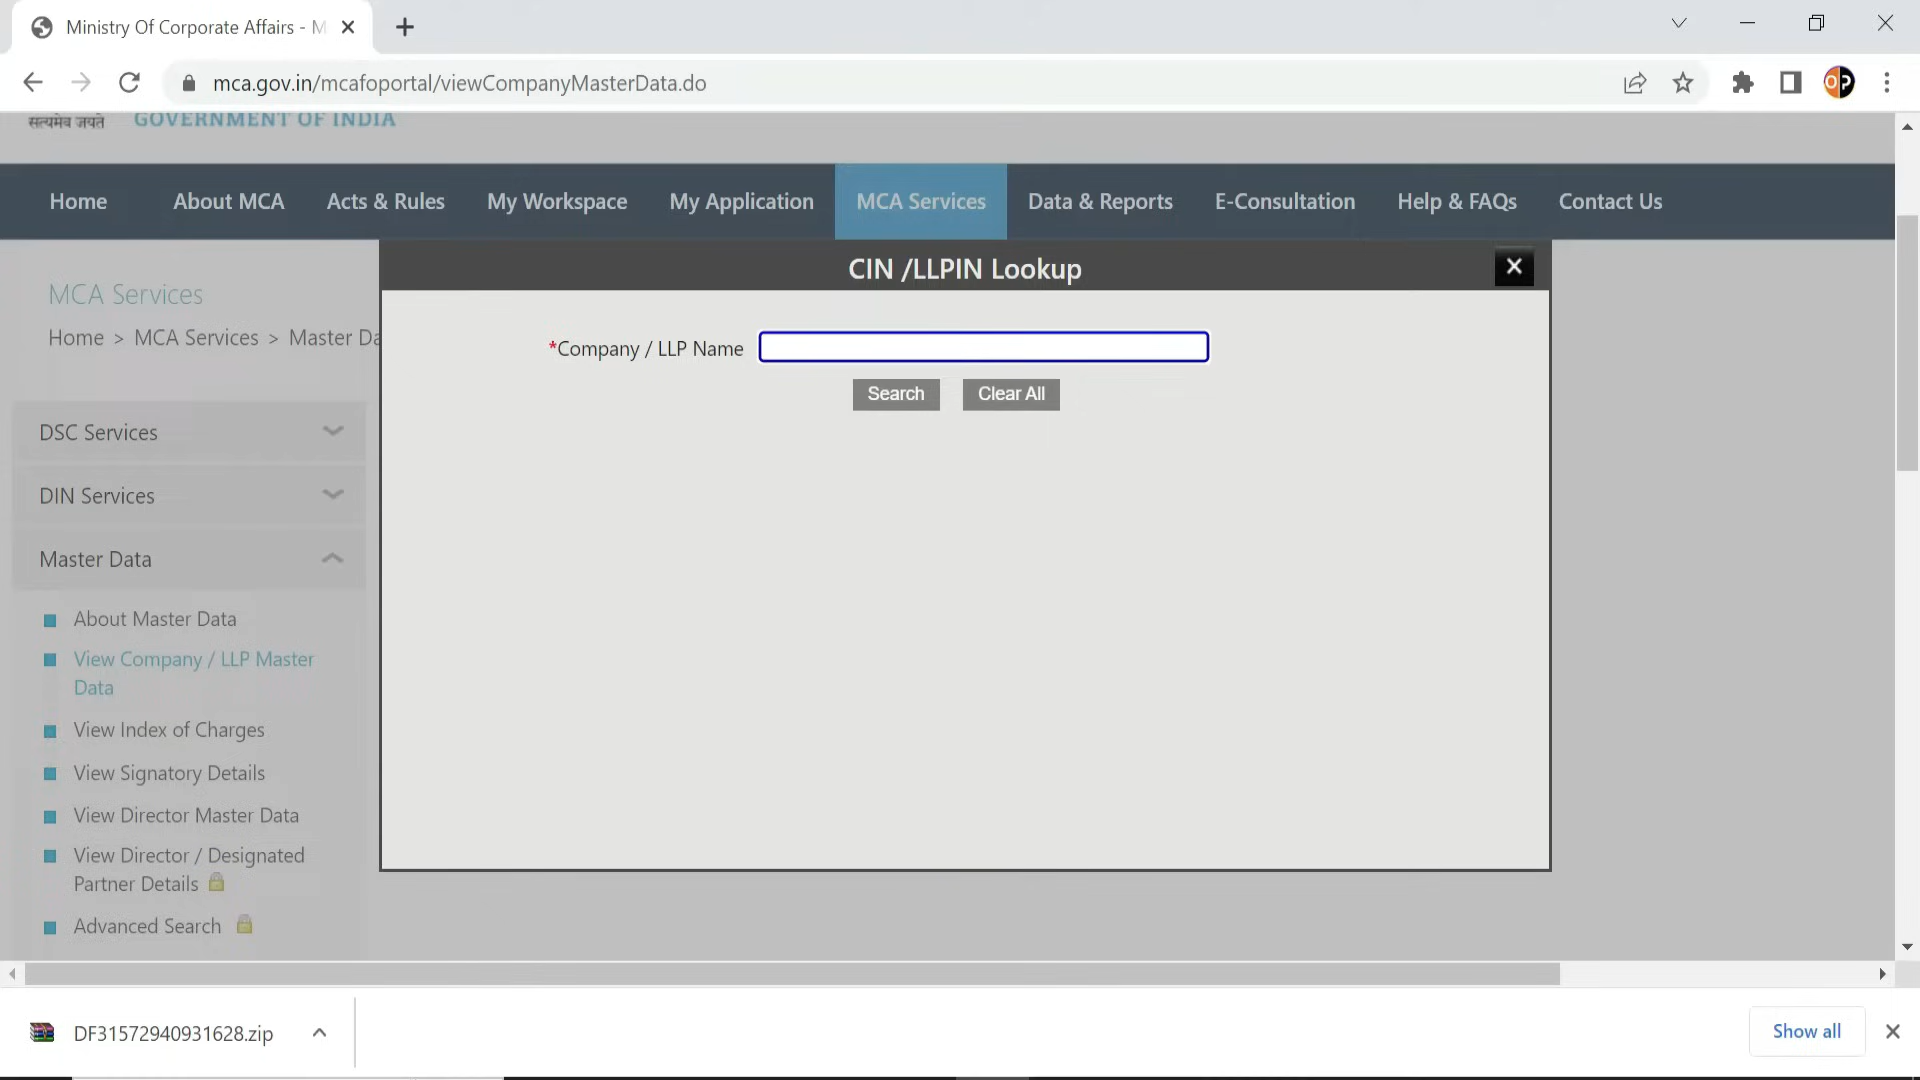 Ministry Of Corporate Affairs - M
mca.gov.in/mcafoportal/viewCompanyMasterData.do
OP
सत्यमेव जयते
GOVERNMENT OF INDIA
Home About MCA Acts & Rules My Workspace My Application MCA Services Data & Reports E-Consultation Help & FAQs Contact Us
CIN /LLPIN Lookup
MCA Services
Home > MCA Services > Master Da
*Company / LLP Name
Search Clear All
DSC Services
DIN Services
Master Data
About Master Data
View Company / LLP Master
Data
View Index of Charges
View Signatory Details
View Director Master Data
View Director / Designated
Partner Details
Advanced Search
DF31572940931628.zip
Show all